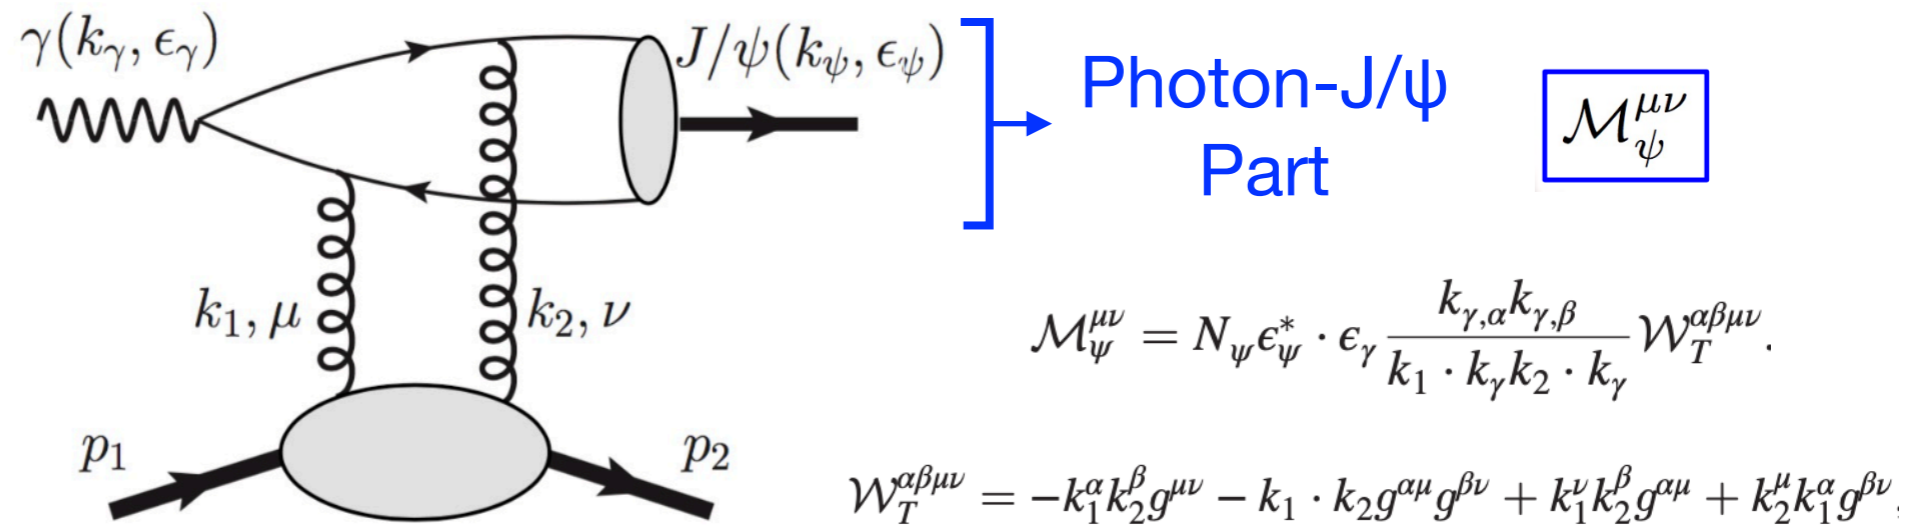 γ(k_γ, ϵ_γ)
J/ψ(k_ψ, ϵ_ψ)
Photon-J/ψ
Part
ℳ_ψ^{μν}
k_1, μ
k_2, ν
p_1
p_2
ℳ_ψ^{μν} = N_ψ ϵ_ψ^* · ϵ_γ \frac{k_{γ,α} k_{γ,β}}{k_1 · k_γ k_2 · k_γ} 𝒲_T^{αβμν}.
𝒲_T^{αβμν} = −k_1^α k_2^β g^{μν} − k_1 · k_2 g^{αμ} g^{βν} + k_1^ν k_2^β g^{αμ} + k_2^μ k_1^α g^{βν},